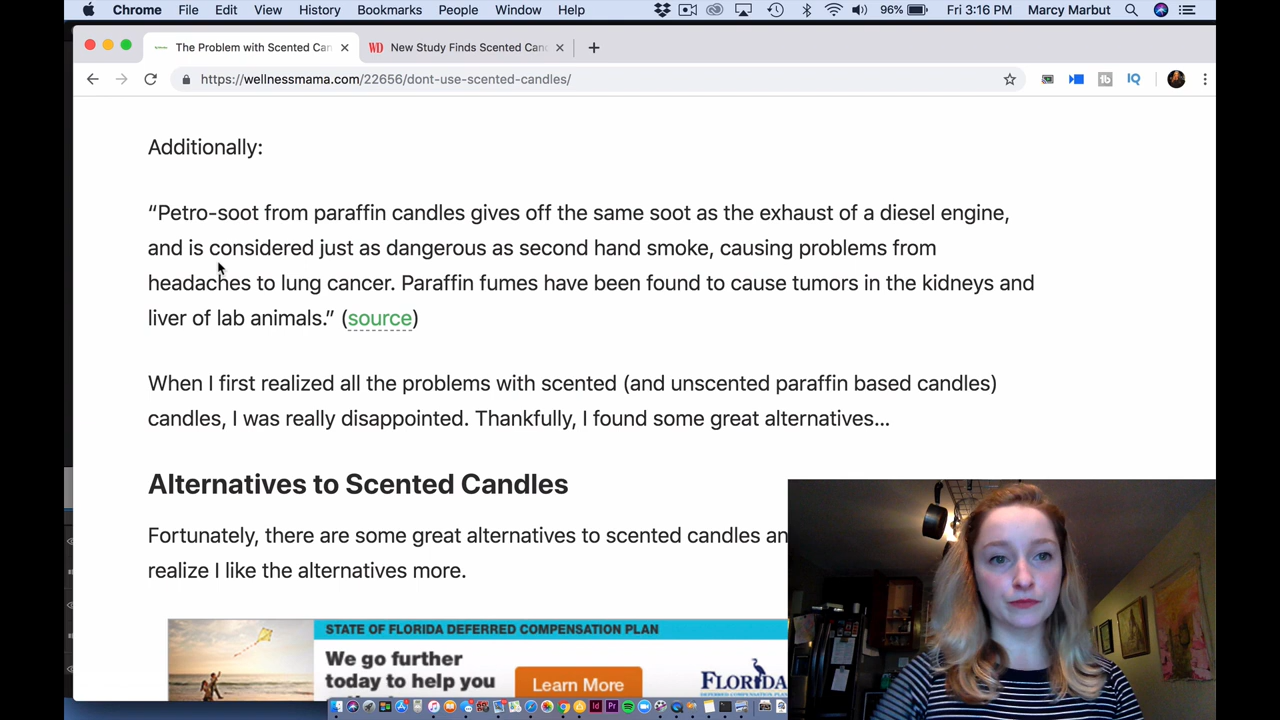 Chrome File Edit View History Bookmarks People Window Help 96% Fri 3:16 PM Marcy Marbut
The Problem with Scented Can
WD New Study Finds Scented Can
https://wellnessmama.com/22656/dont-use-scented-candles/
Additionally:
“Petro-soot from paraffin candles gives off the same soot as the exhaust of a diesel engine,
and is considered just as dangerous as second hand smoke, causing problems from
headaches to lung cancer. Paraffin fumes have been found to cause tumors in the kidneys and
liver of lab animals.” (source)
When I first realized all the problems with scented (and unscented paraffin based candles)
candles, I was really disappointed. Thankfully, I found some great alternatives…
Alternatives to Scented Candles
Fortunately, there are some great alternatives to scented candles an
realize I like the alternatives more.
STATE OF FLORIDA DEFERRED COMPENSATION PLAN
We go further
today to help you
Learn More
FLORIDA